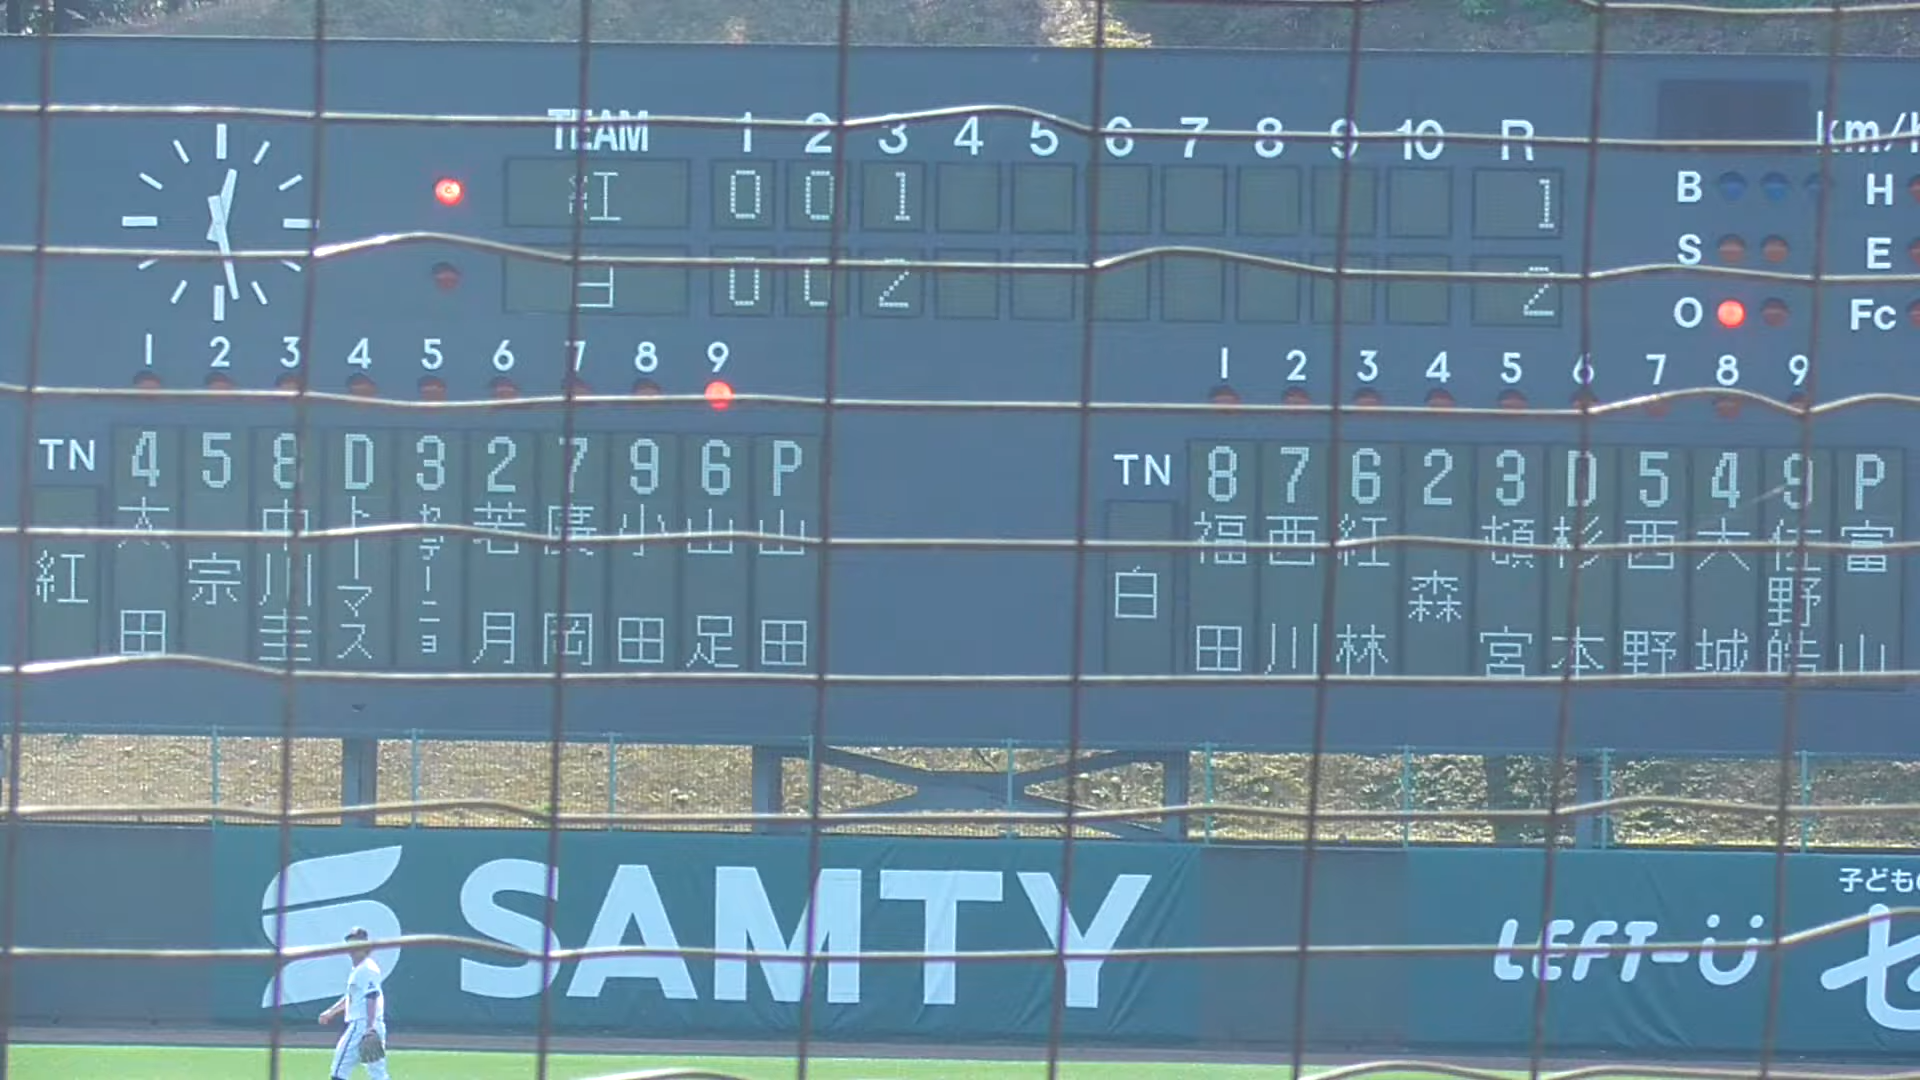 TEAM 1 2 3 4 5 6 7 8 9 10 R km/h
紅 0 0 1 1
白 0 0 2 2
B H
S E
O Fc
1 2 3 4 5 6 7 8 9
TN 4 5 8 D 3 2 7 9 6 P
紅 太田 宗 中川圭 トーマス セデーニョ 若月 廣岡 小田 山足 山田
1 2 3 4 5 6 7 8 9
TN 8 7 6 2 3 D 5 4 9 P
白 福田 西川 紅林 森 頓宮 杉本 西野 大城 佐野皓 富山
SAMTY
LEFT-U
子ども